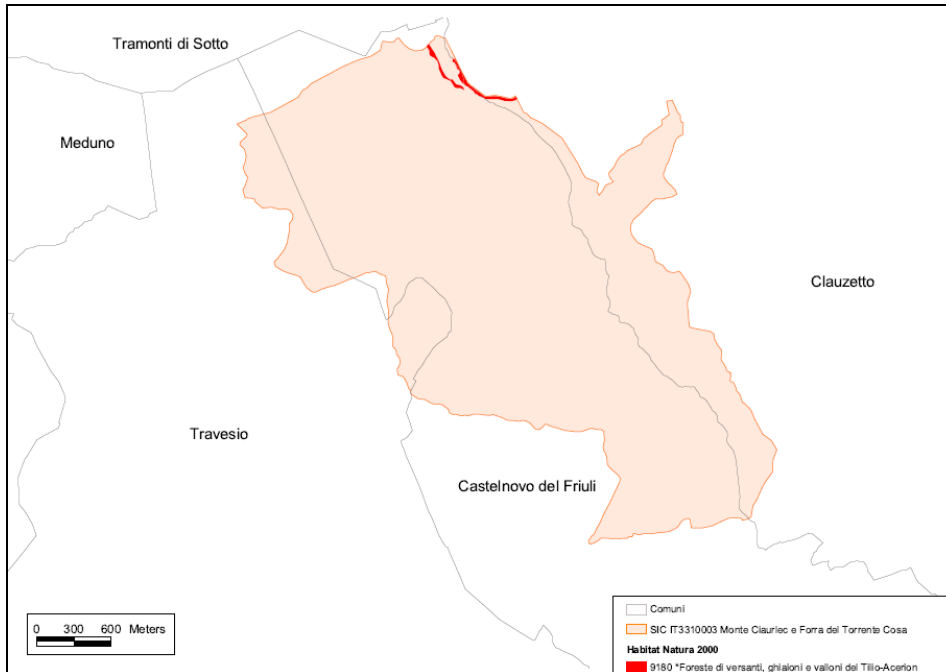 Tramonti di Sotto
Meduno
Clauzetto
Travesio
Castelnovo del Friuli
0 300 600 Meters
Comuni
SIC IT3310003 Monte Ciaurlec e Forra del Torrente Cosa
Habitat Natura 2000
9180 *Foreste di versanti, ghiaioni e valloni del Tilio-Acerion